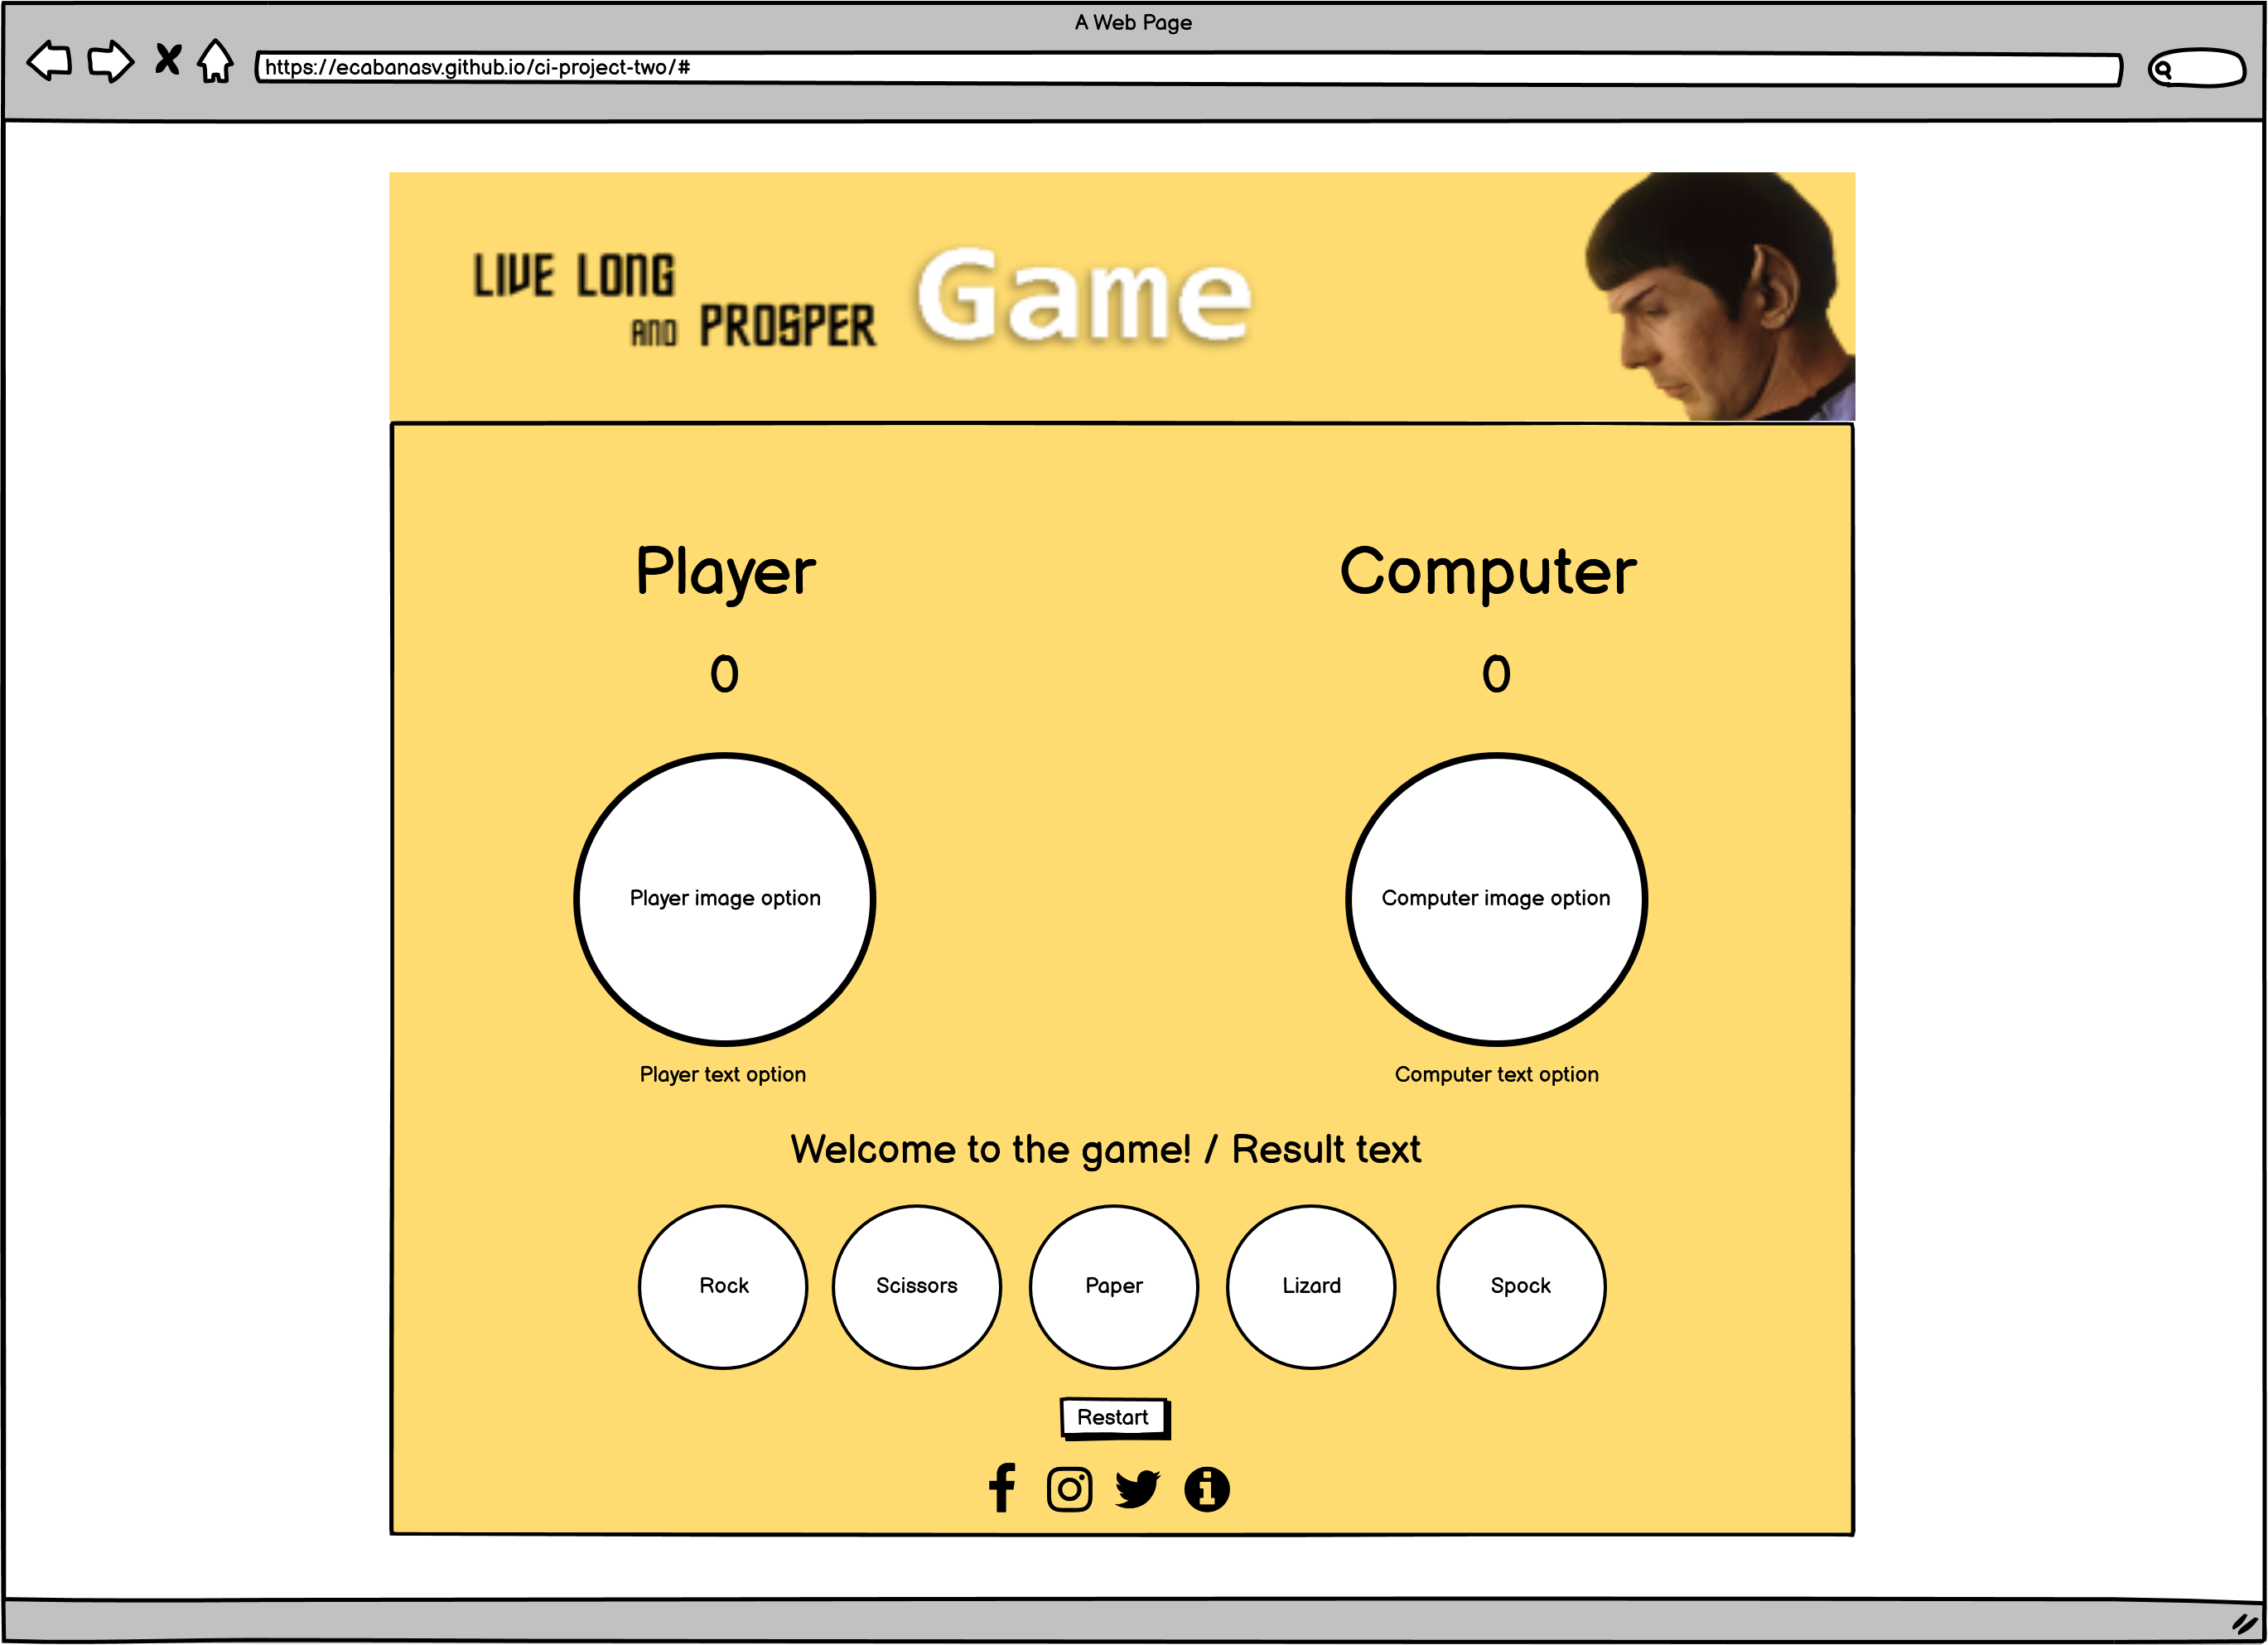 A Web Page
https://ecabanasv.github.io/ci-project-two/#
LIVE LONG
AND PROSPER
Game
Player
Computer
0
0
Player image option
Computer image option
Player text option
Computer text option
Welcome to the game! / Result text
Rock
Scissors
Paper
Lizard
Spock
Restart